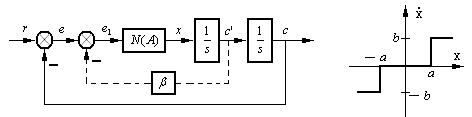 r e e₁ N(A) x 1/s c' 1/s c
β
ẋ
b
− a a x
− b